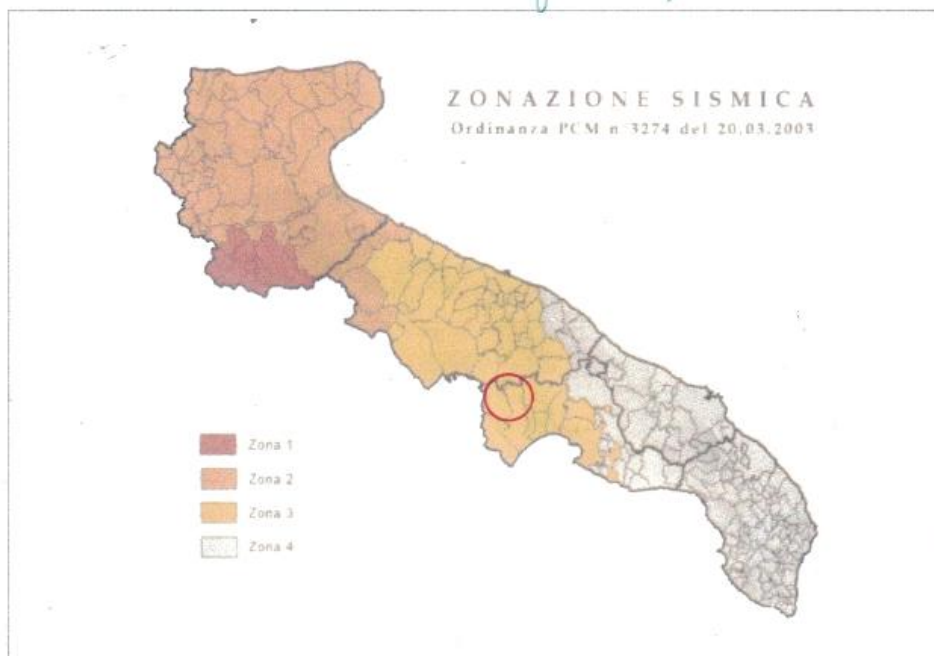 ZONAZIONE SISMICA
Ordinanza PCM n 3274 del 20.03.2003
Zona 1
Zona 2
Zona 3
Zona 4